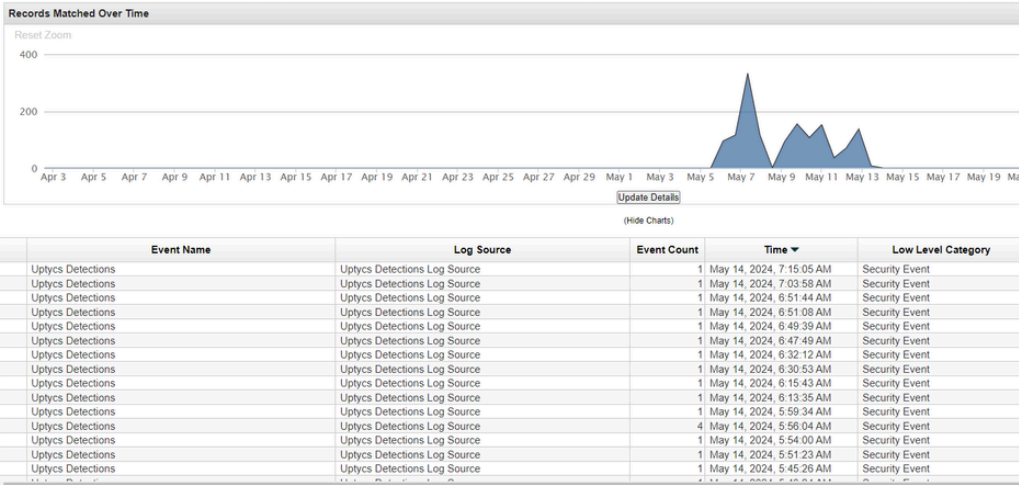 Records Matched Over Time
Reset Zoom
400
200
0
Apr 3 Apr 5 Apr 7 Apr 9 Apr 11 Apr 13 Apr 15 Apr 17 Apr 19 Apr 21 Apr 23 Apr 25 Apr 27 Apr 29 May 1 May 3 May 5 May 7 May 9 May 11 May 13 May 15 May 17 May 19 Ma
Update Details
(Hide Charts)
Event Name Log Source Event Count Time Low Level Category
Uptycs Detections Uptycs Detections Log Source 1 May 14, 2024, 7:15:05 AM Security Event
Uptycs Detections Uptycs Detections Log Source 1 May 14, 2024, 7:03:58 AM Security Event
Uptycs Detections Uptycs Detections Log Source 1 May 14, 2024, 6:51:44 AM Security Event
Uptycs Detections Uptycs Detections Log Source 1 May 14, 2024, 6:51:08 AM Security Event
Uptycs Detections Uptycs Detections Log Source 1 May 14, 2024, 6:49:39 AM Security Event
Uptycs Detections Uptycs Detections Log Source 1 May 14, 2024, 6:47:49 AM Security Event
Uptycs Detections Uptycs Detections Log Source 1 May 14, 2024, 6:32:12 AM Security Event
Uptycs Detections Uptycs Detections Log Source 1 May 14, 2024, 6:30:53 AM Security Event
Uptycs Detections Uptycs Detections Log Source 1 May 14, 2024, 6:15:43 AM Security Event
Uptycs Detections Uptycs Detections Log Source 1 May 14, 2024, 6:13:35 AM Security Event
Uptycs Detections Uptycs Detections Log Source 1 May 14, 2024, 5:59:34 AM Security Event
Uptycs Detections Uptycs Detections Log Source 4 May 14, 2024, 5:56:04 AM Security Event
Uptycs Detections Uptycs Detections Log Source 1 May 14, 2024, 5:54:00 AM Security Event
Uptycs Detections Uptycs Detections Log Source 1 May 14, 2024, 5:51:23 AM Security Event
Uptycs Detections Uptycs Detections Log Source 1 May 14, 2024, 5:45:26 AM Security Event